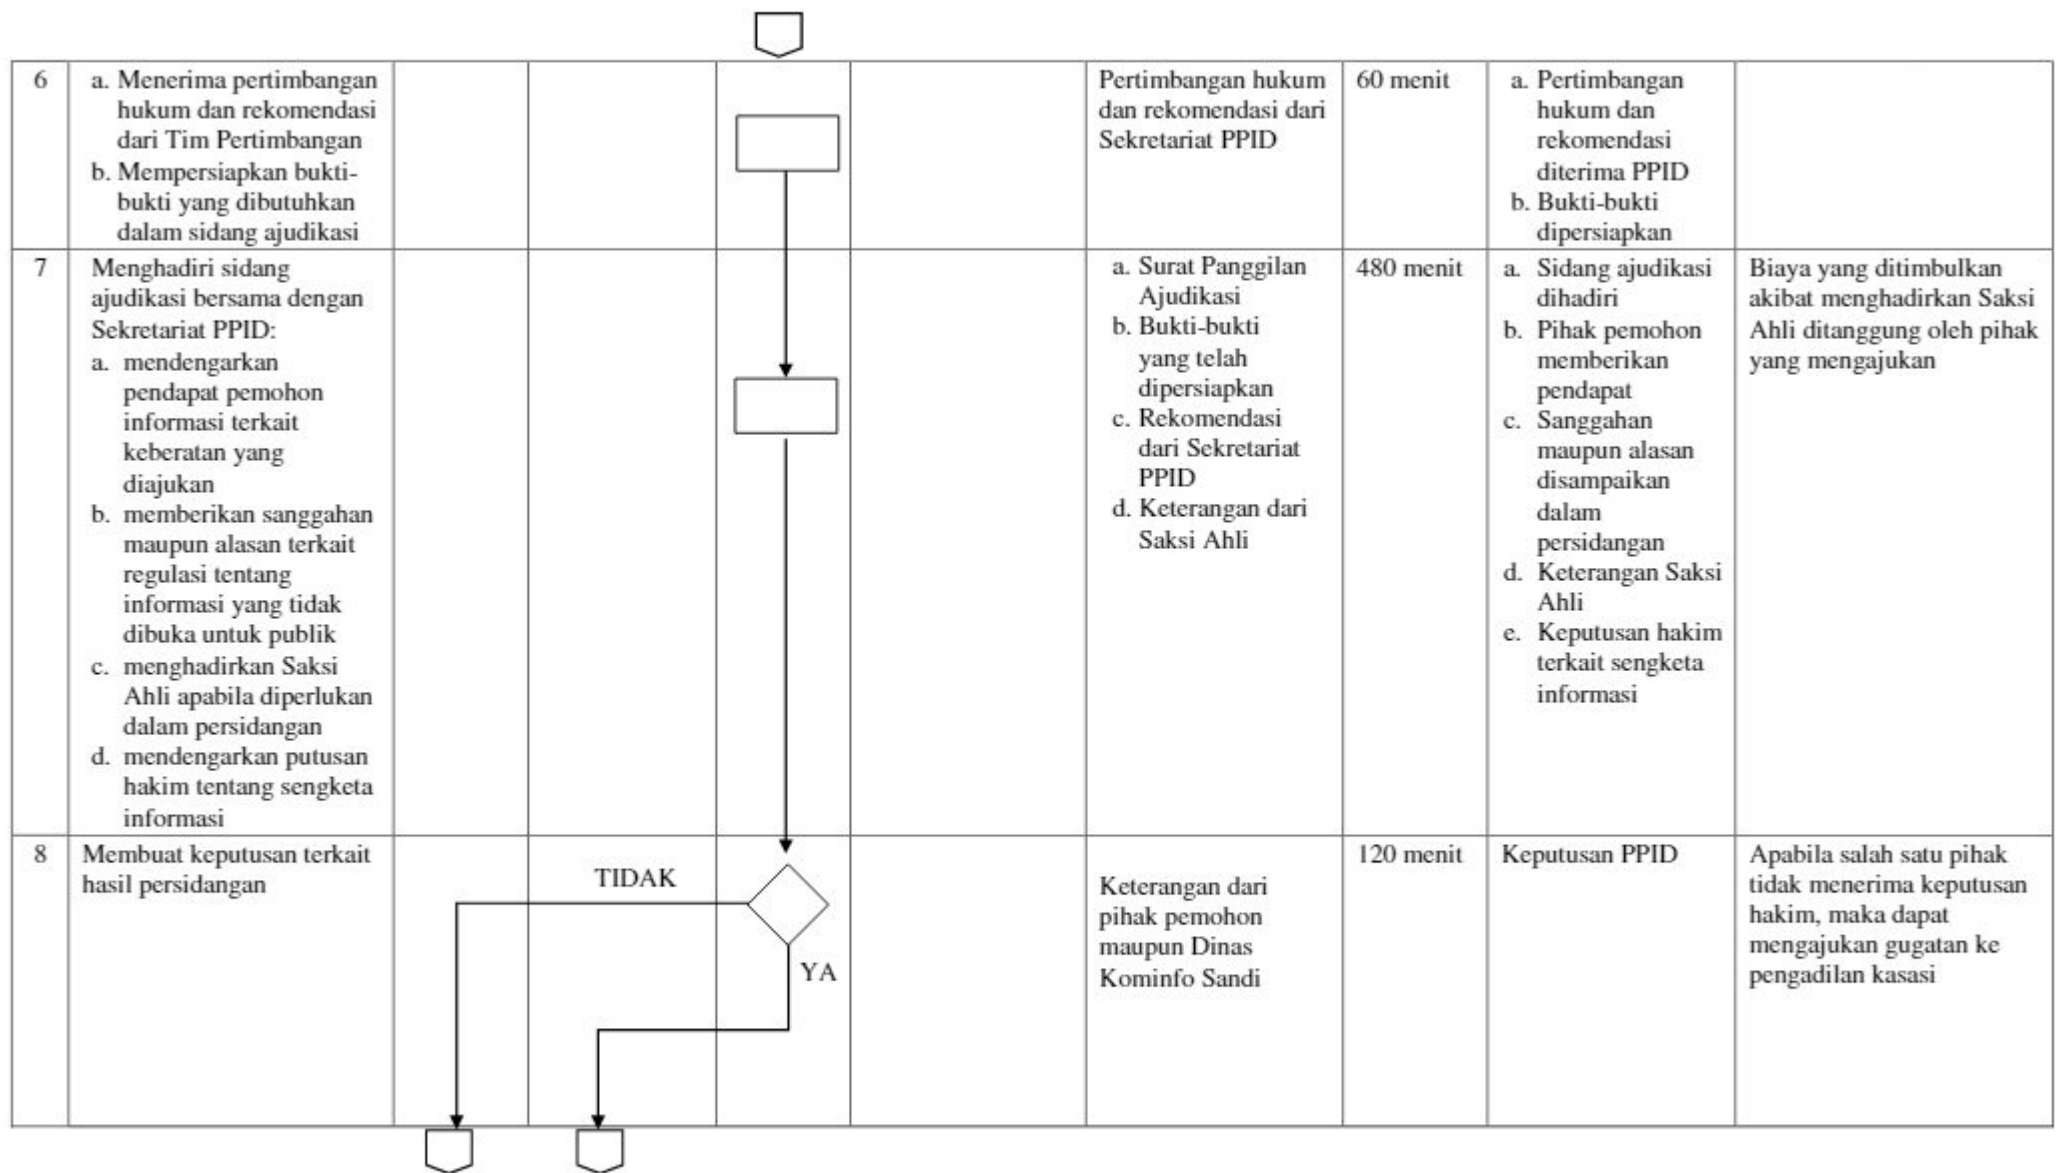 6
a. Menerima pertimbangan
hukum dan rekomendasi
dari Tim Pertimbangan
b. Mempersiapkan bukti-
bukti yang dibutuhkan
dalam sidang ajudikasi
Pertimbangan hukum
dan rekomendasi dari
Sekretariat PPID
60 menit
a. Pertimbangan
hukum dan
rekomendasi
diterima PPID
b. Bukti-bukti
dipersiapkan
7
Menghadiri sidang
ajudikasi bersama dengan
Sekretariat PPID:
a. mendengarkan
pendapat pemohon
informasi terkait
keberatan yang
diajukan
b. memberikan sanggahan
maupun alasan terkait
regulasi tentang
informasi yang tidak
dibuka untuk publik
c. menghadirkan Saksi
Ahli apabila diperlukan
dalam persidangan
d. mendengarkan putusan
hakim tentang sengketa
informasi
a. Surat Panggilan
Ajudikasi
b. Bukti-bukti
yang telah
dipersiapkan
c. Rekomendasi
dari Sekretariat
PPID
d. Keterangan dari
Saksi Ahli
480 menit
a. Sidang ajudikasi
dihadiri
b. Pihak pemohon
memberikan
pendapat
c. Sanggahan
maupun alasan
disampaikan
dalam
persidangan
d. Keterangan Saksi
Ahli
e. Keputusan hakim
terkait sengketa
informasi
Biaya yang ditimbulkan
akibat menghadirkan Saksi
Ahli ditanggung oleh pihak
yang mengajukan
8
Membuat keputusan terkait
hasil persidangan
TIDAK
YA
Keterangan dari
pihak pemohon
maupun Dinas
Kominfo Sandi
120 menit
Keputusan PPID
Apabila salah satu pihak
tidak menerima keputusan
hakim, maka dapat
mengajukan gugatan ke
pengadilan kasasi